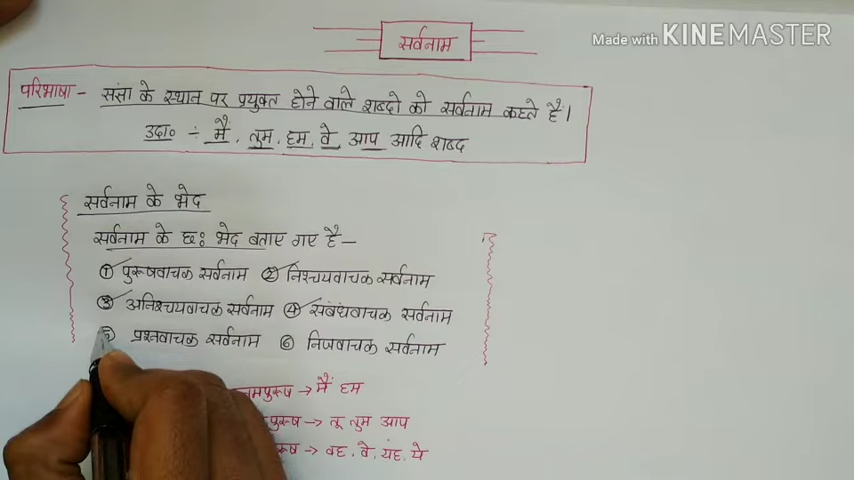 Made with KINEMASTER
सर्वनाम
परिभाषा - संज्ञा के स्थान पर प्रयुक्त होने वाले शब्दो को सर्वनाम कहते हैं।
उदा० ÷ मै, तुम, हम, वे आप आदि शब्द
सर्वनाम के भेद
सर्वनाम के छः भेद बताए गए है—
① पुरूषवाचक सर्वनाम ② निश्चयवाचक सर्वनाम
③ अनिश्चयवाचक सर्वनाम ④ संबंधवाचक सर्वनाम
⑤ प्रश्नवाचक सर्वनाम ⑥ निजवाचक सर्वनाम
→ मैं हम
पुरूष → तू तुम आप
→ वह, वे, यह, ये